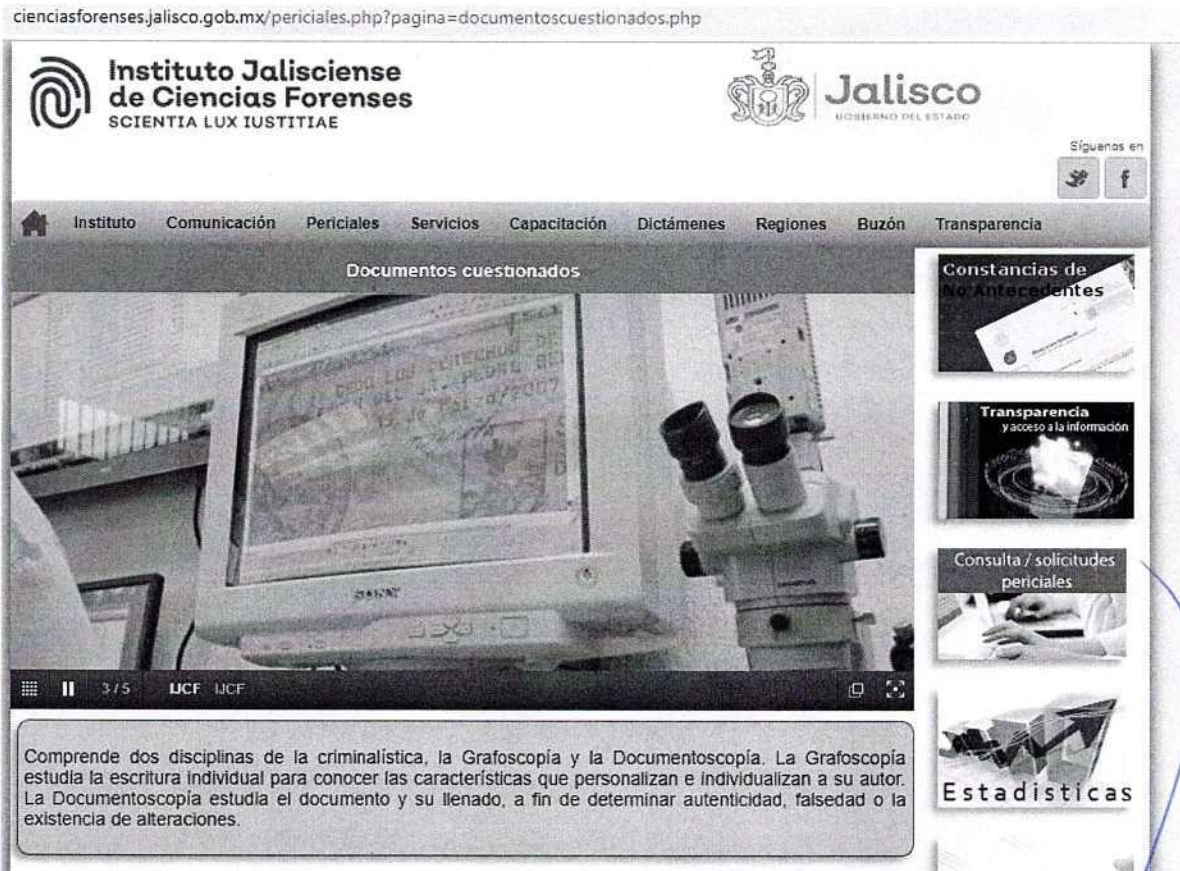 cienciasforenses.jalisco.gob.mx/periciales.php?pagina=documentoscuestionados.php
Instituto Jalisciense
de Ciencias Forenses
SCIENTIA LUX IUSTITIAE
Jalisco
GOBIERNO DEL ESTADO
Síguenos en
Instituto Comunicación Periciales Servicios Capacitación Dictámenes Regiones Buzón Transparencia
Documentos cuestionados
Constancias de
No Antecedentes
Transparencia
y acceso a la información
Consulta / solicitudes
periciales
Estadísticas
3 / 5 IJCF IJCF
Comprende dos disciplinas de la criminalística, la Grafoscopía y la Documentoscopía. La Grafoscopía
estudia la escritura individual para conocer las características que personalizan e individualizan a su autor.
La Documentoscopía estudia el documento y su llenado, a fin de determinar autenticidad, falsedad o la
existencia de alteraciones.